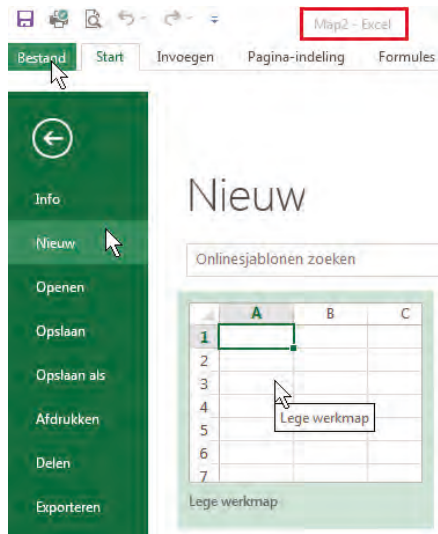 Map2 - Excel
Bestand Start Invoegen Pagina-indeling Formules
Info
Nieuw
Openen
Opslaan
Opslaan als
Afdrukken
Delen
Exporteren
Nieuw
Onlinesjablonen zoeken
A B C
1
2
3
4
5
6
7
Lege werkmap
Lege werkmap